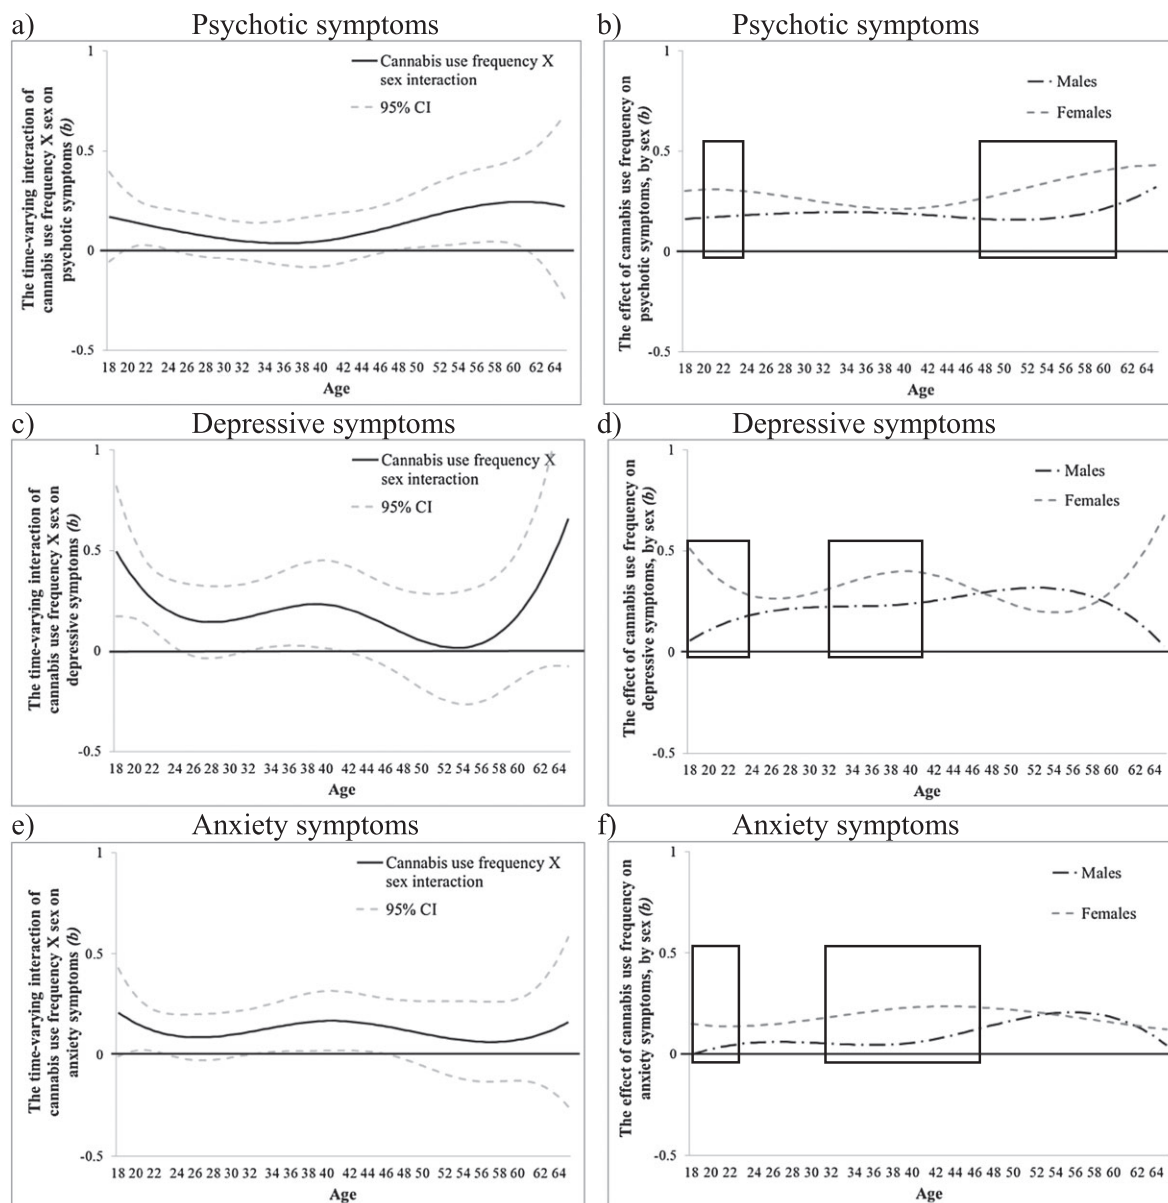 a) Psychotic symptoms
The time-varying interaction of
cannabis use frequency X sex on
psychotic symptoms (b)
1
0.5
0
-0.5
Cannabis use frequency X
sex interaction
95% CI
18 20 22 24 26 28 30 32 34 36 38 40 42 44 46 48 50 52 54 56 58 60 62 64
Age
b) Psychotic symptoms
The effect of cannabis use frequency on
psychotic symptoms, by sex (b)
1
0.5
0
-0.5
Males
Females
18 20 22 24 26 28 30 32 34 36 38 40 42 44 46 48 50 52 54 56 58 60 62 64
Age
c) Depressive symptoms
The time-varying interaction of
cannabis use frequency X sex on
depressive symptoms (b)
1
0.5
0
-0.5
Cannabis use frequency X
sex interaction
95% CI
18 20 22 24 26 28 30 32 34 36 38 40 42 44 46 48 50 52 54 56 58 60 62 64
Age
d) Depressive symptoms
The effect of cannabis use frequency on
depressive symptoms, by sex (b)
1
0.5
0
-0.5
Males
Females
18 20 22 24 26 28 30 32 34 36 38 40 42 44 46 48 50 52 54 56 58 60 62 64
Age
e) Anxiety symptoms
The time-varying interaction of
cannabis use frequency X sex on
anxiety symptoms (b)
1
0.5
0
-0.5
Cannabis use frequency X
sex interaction
95% CI
18 20 22 24 26 28 30 32 34 36 38 40 42 44 46 48 50 52 54 56 58 60 62 64
Age
f) Anxiety symptoms
The effect of cannabis use frequency on
anxiety symptoms, by sex (b)
1
0.5
0
-0.5
Males
Females
18 20 22 24 26 28 30 32 34 36 38 40 42 44 46 48 50 52 54 56 58 60 62 64
Age